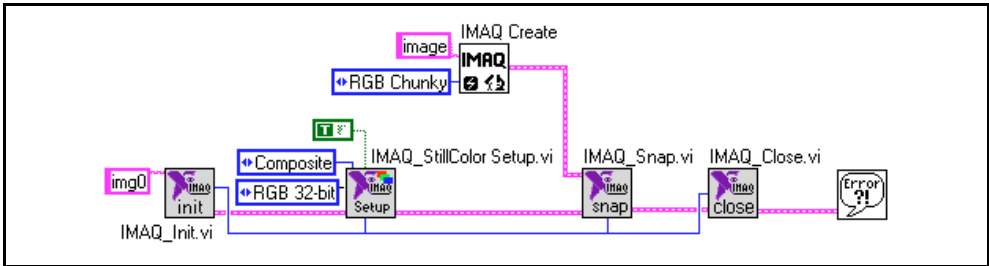 IMAQ Create
image
IMAQ
RGB Chunky
T F
Composite
IMAQ_StillColor Setup.vi
IMAQ_Snap.vi
IMAQ_Close.vi
img0
IMAQ
init
RGB 32-bit
IMAQ
Setup
IMAQ
snap
IMAQ
close
Error
?!
IMAQ_Init.vi